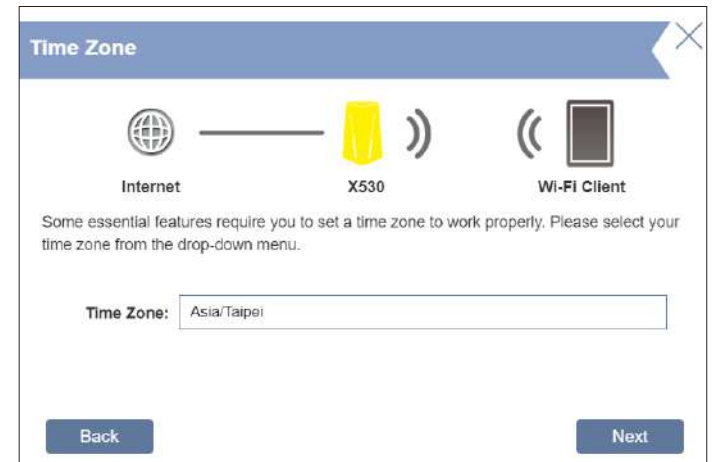 Time Zone
Internet
X530
Wi-Fi Client
Some essential features require you to set a time zone to work properly. Please select your
time zone from the drop-down menu.
Time Zone: Asia/Taipei
Back
Next